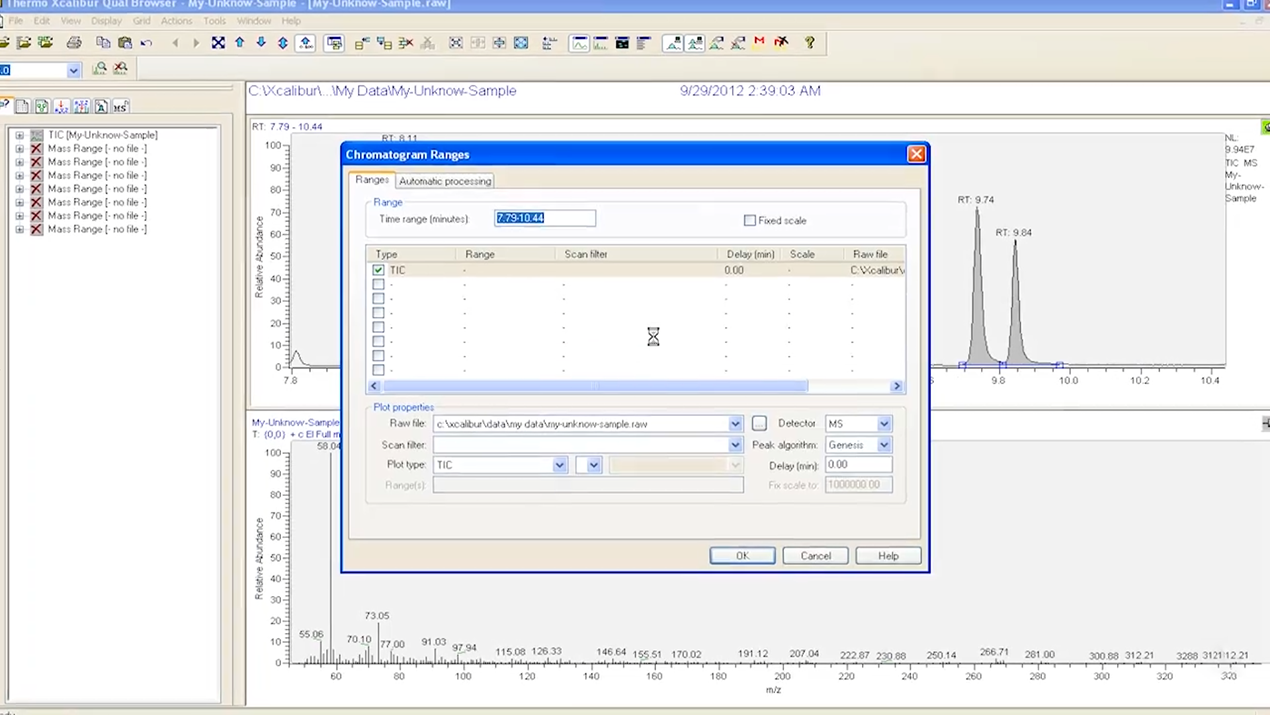 Thermo Xcalibur Qual Browser - My-Unknow-Sample - [My-Unknow-Sample.raw]
File Edit View Display Grid Actions Tools Window Help
.0
TIC [My-Unknow-Sample]
Mass Range [- no file -]
Mass Range [- no file -]
Mass Range [- no file -]
Mass Range [- no file -]
Mass Range [- no file -]
Mass Range [- no file -]
Mass Range [- no file -]
C:\Xcalibur\...\My Data\My-Unknow-Sample 9/29/2012 2:39:03 AM
RT: 7.79 - 10.44
RT: 8.11
100
90
80
70
60
50
40
30
20
10
0
Relative Abundance
7.8
RT: 9.74
RT: 9.84
9.8 10.0 10.2 10.4
NL:
9.94E7
TIC MS
My-
Unknow-
Sample
Chromatogram Ranges
Ranges Automatic processing
Range
Time range (minutes): 7.79-10.44 Fixed scale
Type Range Scan filter Delay (min) Scale Raw file
TIC - 0.00 - C:\Xcalibur\
Plot properties
Raw file: c:\xcalibur\data\my data\my-unknow-sample.raw Detector: MS
Scan filter: Peak algorithm: Genesis
Plot type: TIC Delay (min): 0.00
Range(s): Fix scale to: 1000000.00
OK Cancel Help
My-Unknow-Sample
T: {0,0} + c EI Full m
58.04
100
90
80
70
60
50
40
30
20
10
0
Relative Abundance
55.06 70.10 73.05 77.00 91.03 97.94 115.08 126.33 146.64 155.51 170.02 191.12 207.04 222.87 230.88 250.14 266.71 281.00 300.88 312.21
60 80 100 120 140 160 180 200 220 240 260 280 300 320
m/z